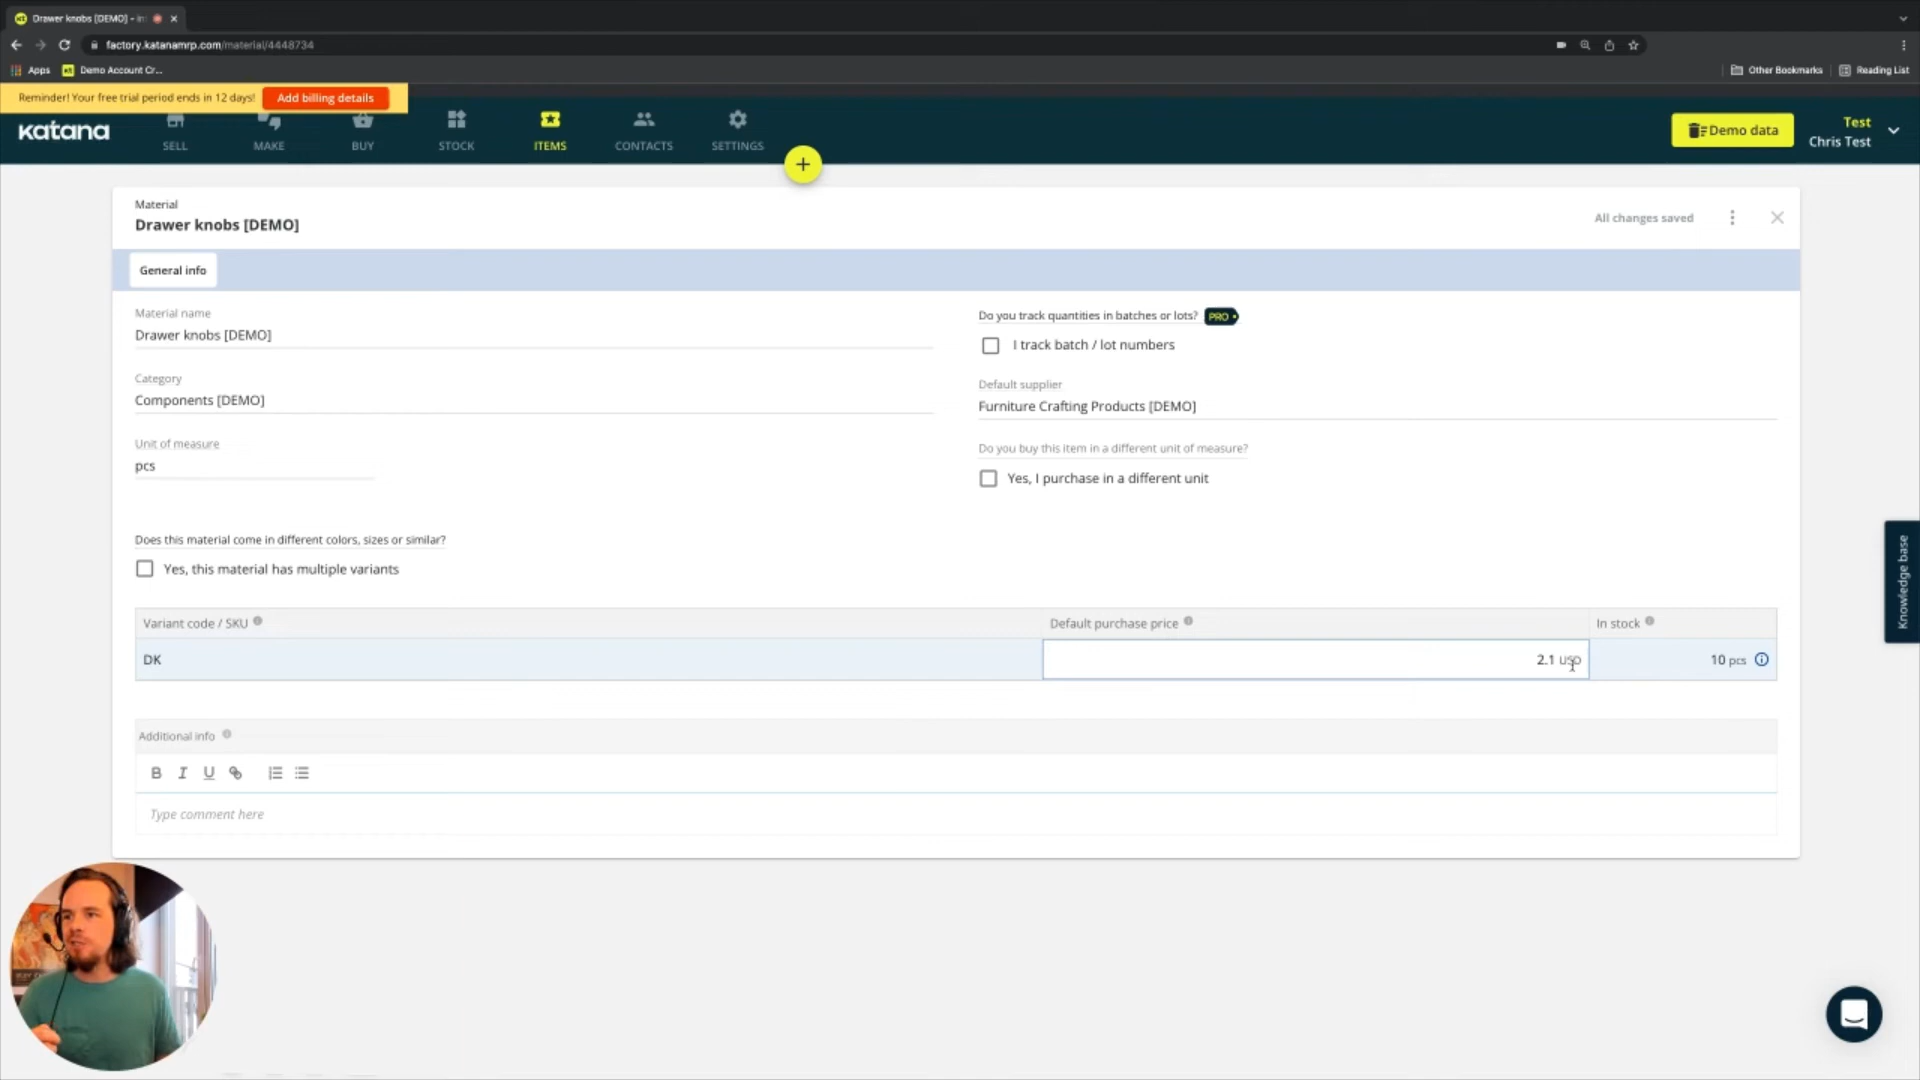 Drawer knobs [DEMO] - in
factory.katanamrp.com/material/4448734
Apps
Demo Account Cr...
Other Bookmarks
Reading List
Reminder! Your free trial period ends in 12 days!
Add billing details
katana
SELL
MAKE
BUY
STOCK
ITEMS
CONTACTS
SETTINGS
+
Demo data
Test
Chris Test
Material
Drawer knobs [DEMO]
All changes saved
General info
Material name
Drawer knobs [DEMO]
Category
Components [DEMO]
Unit of measure
pcs
Do you track quantities in batches or lots? PRO
I track batch / lot numbers
Default supplier
Furniture Crafting Products [DEMO]
Do you buy this item in a different unit of measure?
Yes, I purchase in a different unit
Does this material come in different colors, sizes or similar?
Yes, this material has multiple variants
Variant code / SKU
Default purchase price
In stock
DK
2.1 USD
10 pcs
Additional info
B I U
Type comment here
Knowledge base